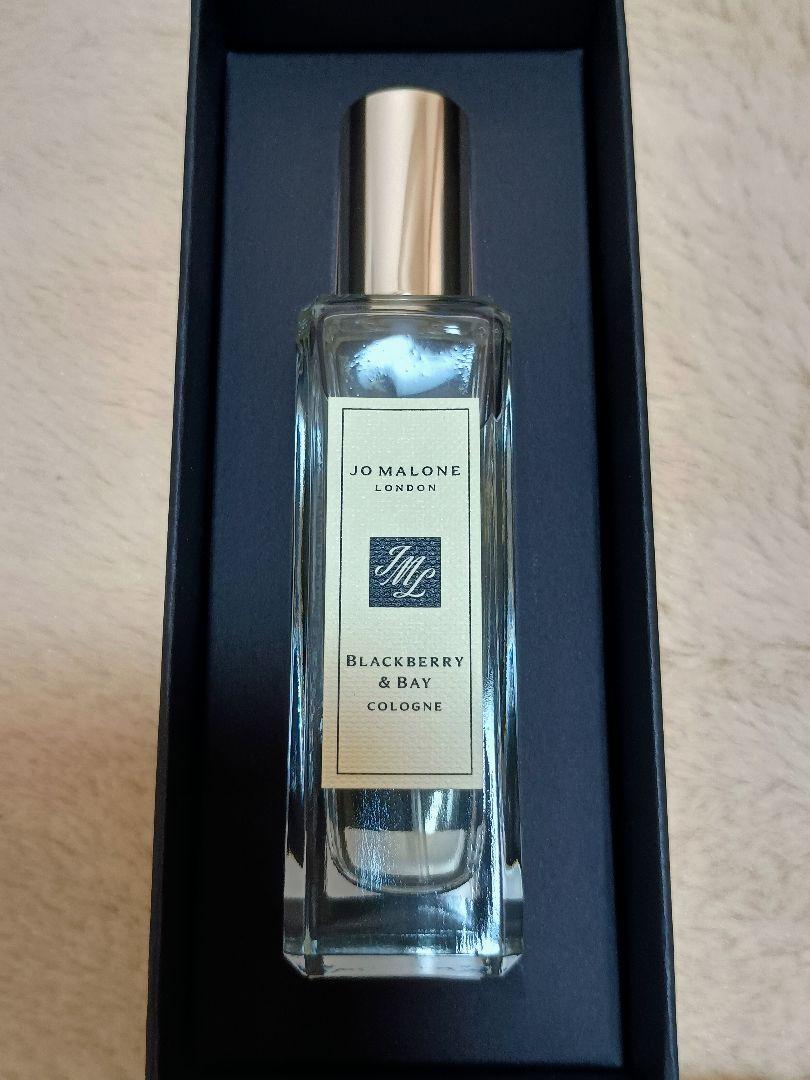 JO MALONE
LONDON
JML
BLACKBERRY
& BAY
COLOGNE